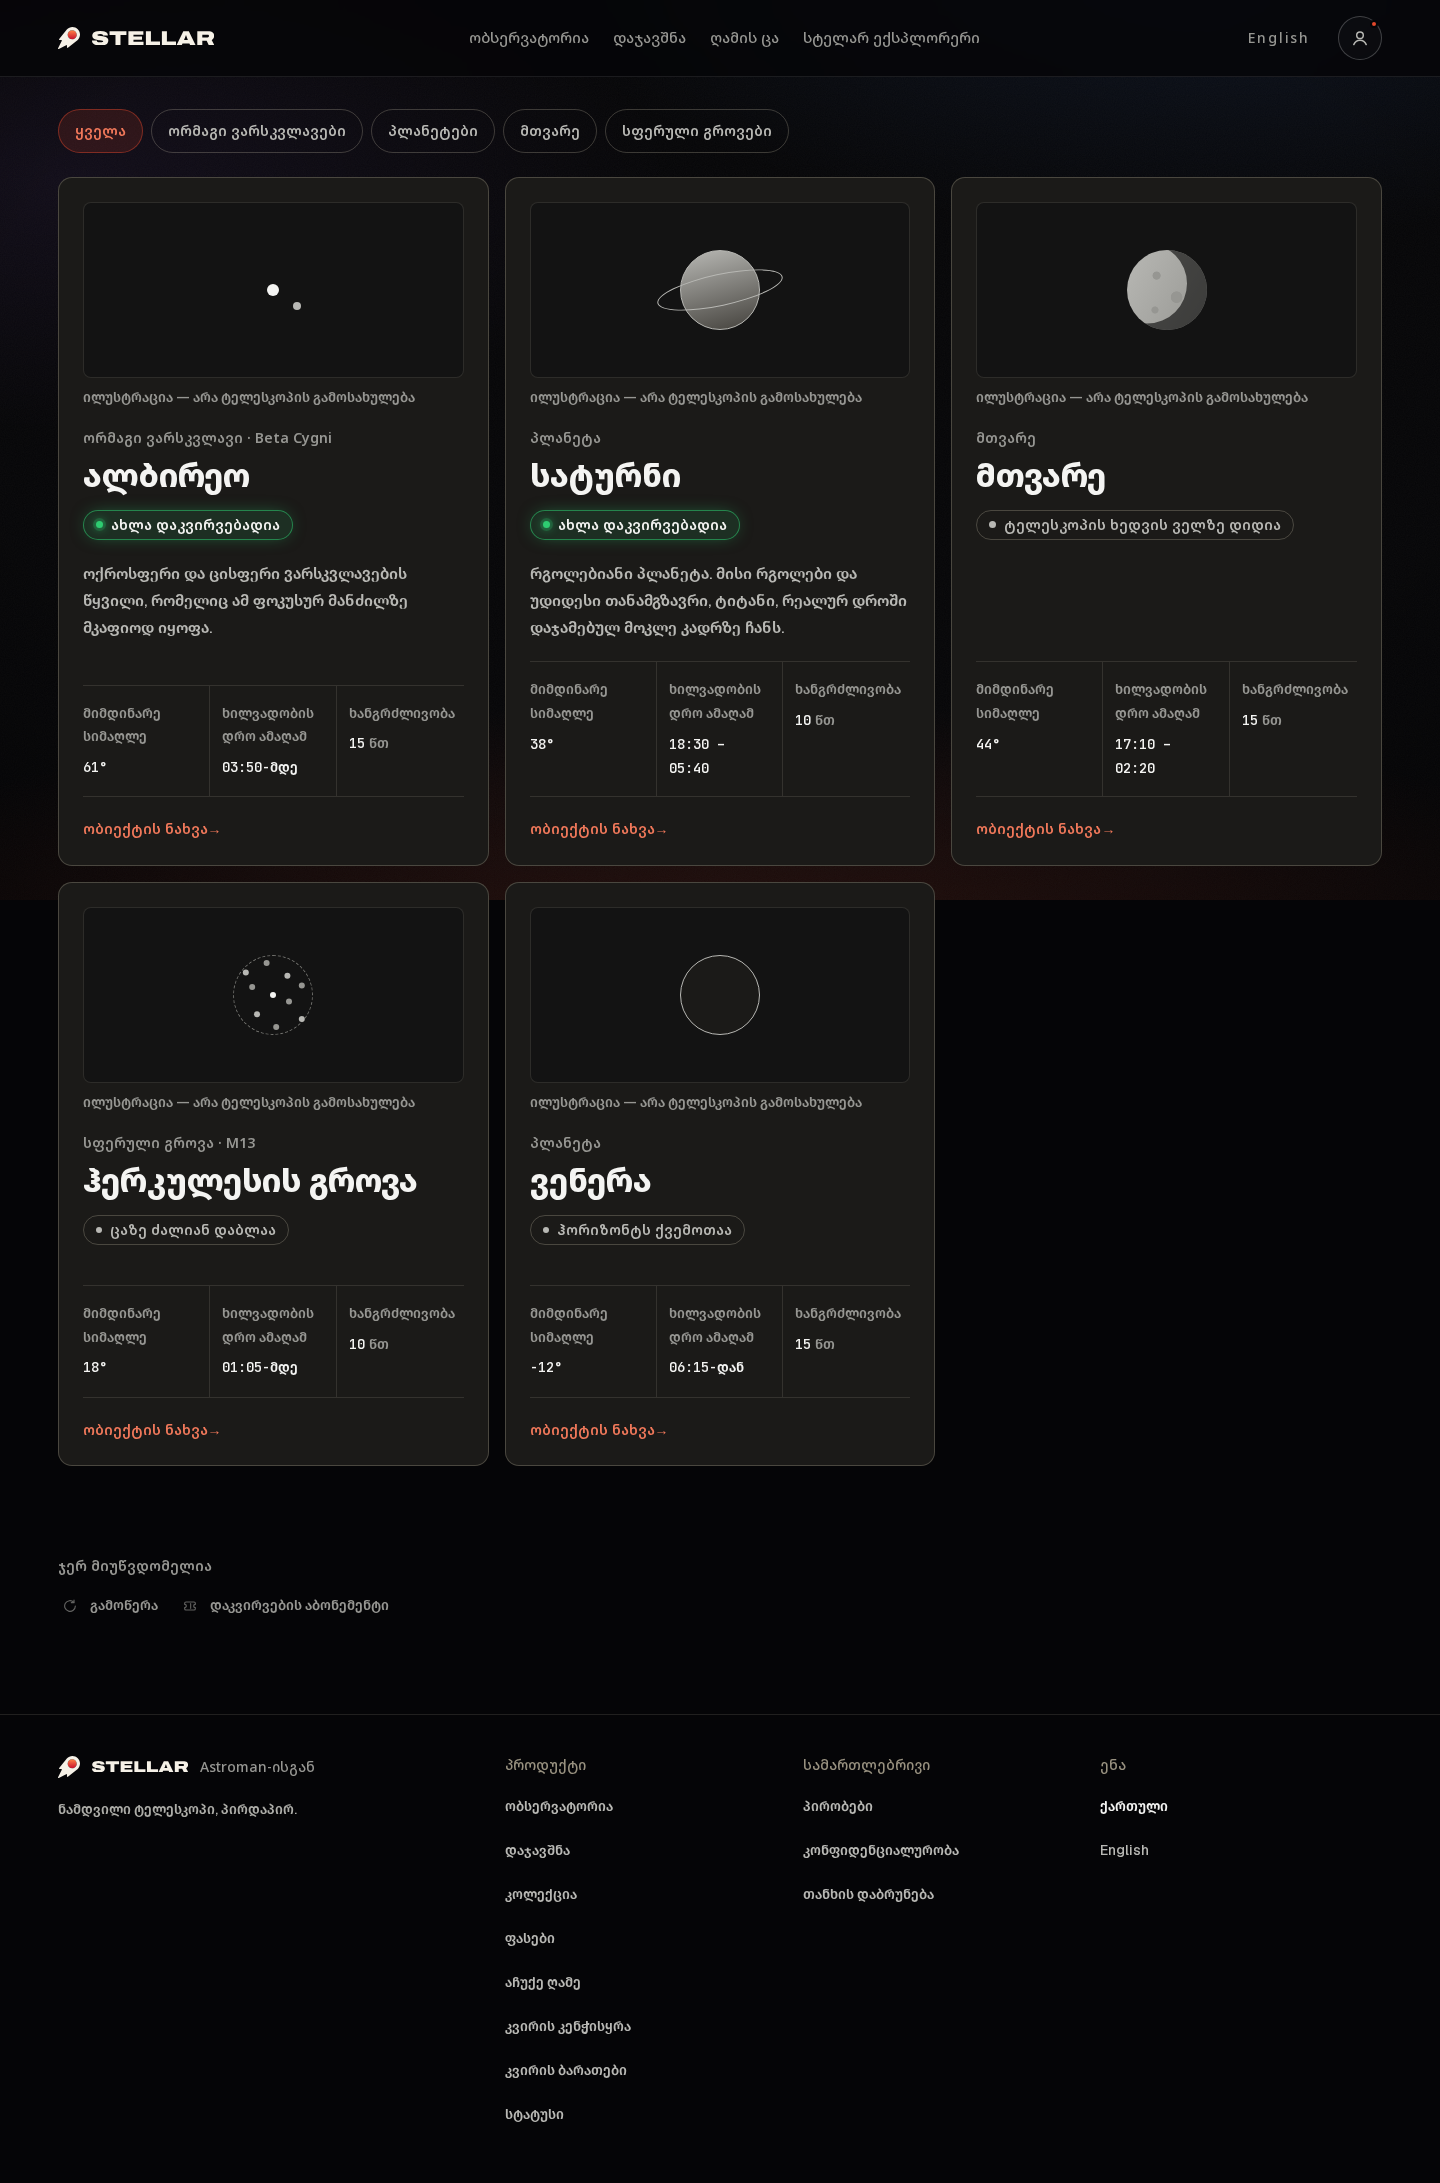 STELLAR
ობსერვატორია
დაჯავშნა
ღამის ცა
სტელარ ექსპლორერი
English
ყველა
ორმაგი ვარსკვლავები
პლანეტები
მთვარე
სფერული გროვები
ილუსტრაცია — არა ტელესკოპის გამოსახულება
ორმაგი ვარსკვლავი · Beta Cygni
ალბირეო
ახლა დაკვირვებადია
ოქროსფერი და ცისფერი ვარსკვლავების
წყვილი, რომელიც ამ ფოკუსურ მანძილზე
მკაფიოდ იყოფა.
მიმდინარე
სიმაღლე
61°
ხილვადობის
დრო ამაღამ
03:50-მდე
ხანგრძლივობა
15 წთ
ობიექტის ნახვა→
ილუსტრაცია — არა ტელესკოპის გამოსახულება
პლანეტა
სატურნი
ახლა დაკვირვებადია
რგოლებიანი პლანეტა. მისი რგოლები და
უდიდესი თანამგზავრი, ტიტანი, რეალურ დროში
დაჯამებულ მოკლე კადრზე ჩანს.
მიმდინარე
სიმაღლე
38°
ხილვადობის
დრო ამაღამ
18:30 –
05:40
ხანგრძლივობა
10 წთ
ობიექტის ნახვა→
ილუსტრაცია — არა ტელესკოპის გამოსახულება
მთვარე
მთვარე
ტელესკოპის ხედვის ველზე დიდია
მიმდინარე
სიმაღლე
44°
ხილვადობის
დრო ამაღამ
17:10 –
02:20
ხანგრძლივობა
15 წთ
ობიექტის ნახვა→
ილუსტრაცია — არა ტელესკოპის გამოსახულება
სფერული გროვა · M13
ჰერკულესის გროვა
ცაზე ძალიან დაბლაა
მიმდინარე
სიმაღლე
18°
ხილვადობის
დრო ამაღამ
01:05-მდე
ხანგრძლივობა
10 წთ
ობიექტის ნახვა→
ილუსტრაცია — არა ტელესკოპის გამოსახულება
პლანეტა
ვენერა
ჰორიზონტს ქვემოთაა
მიმდინარე
სიმაღლე
-12°
ხილვადობის
დრო ამაღამ
06:15-დან
ხანგრძლივობა
15 წთ
ობიექტის ნახვა→
ჯერ მიუწვდომელია
გამოწერა
დაკვირვების აბონემენტი
STELLAR Astroman-ისგან
ნამდვილი ტელესკოპი, პირდაპირ.
პროდუქტი
ობსერვატორია
დაჯავშნა
კოლექცია
ფასები
აჩუქე ღამე
კვირის კენჭისყრა
კვირის ბარათები
სტატუსი
სამართლებრივი
პირობები
კონფიდენციალურობა
თანხის დაბრუნება
ენა
ქართული
English